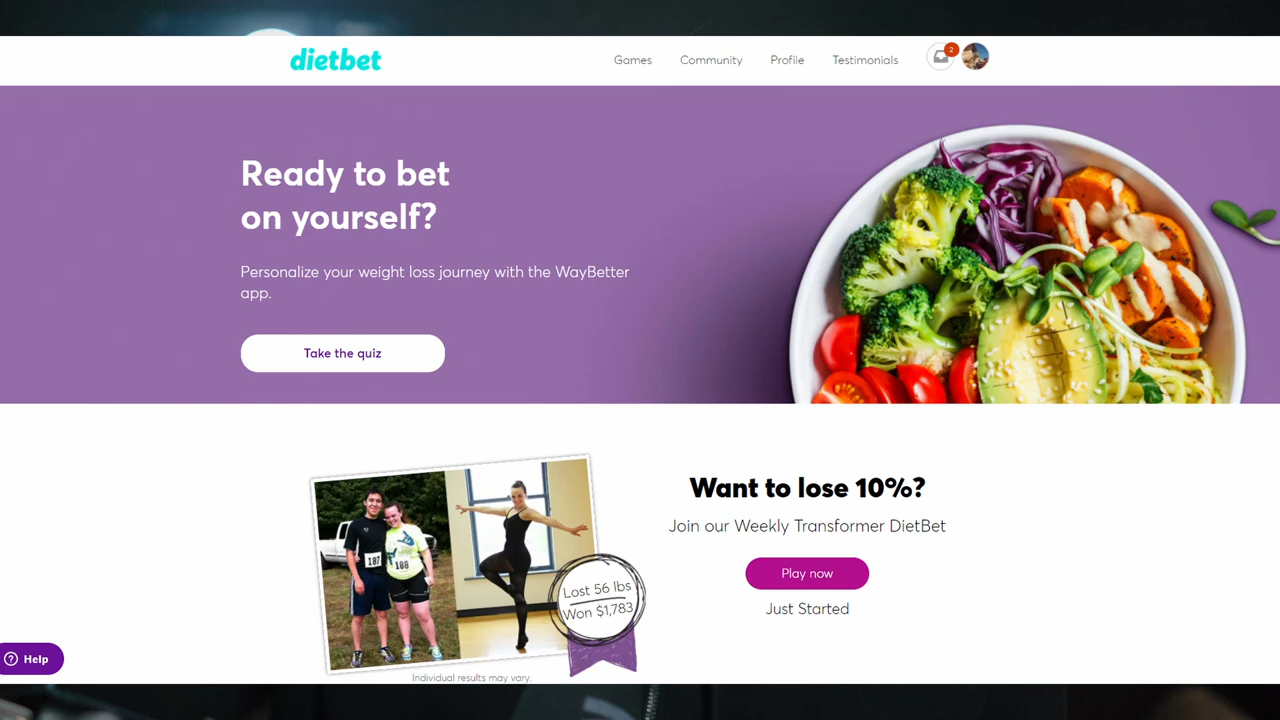 dietbet
Games
Community
Profile
Testimonials
2
Ready to bet
on yourself?
Personalize your weight loss journey with the WayBetter
app.
Take the quiz
187
188
Lost 56 lbs
Won $1,783
Individual results may vary.
Want to lose 10%?
Join our Weekly Transformer DietBet
Play now
Just Started
? Help